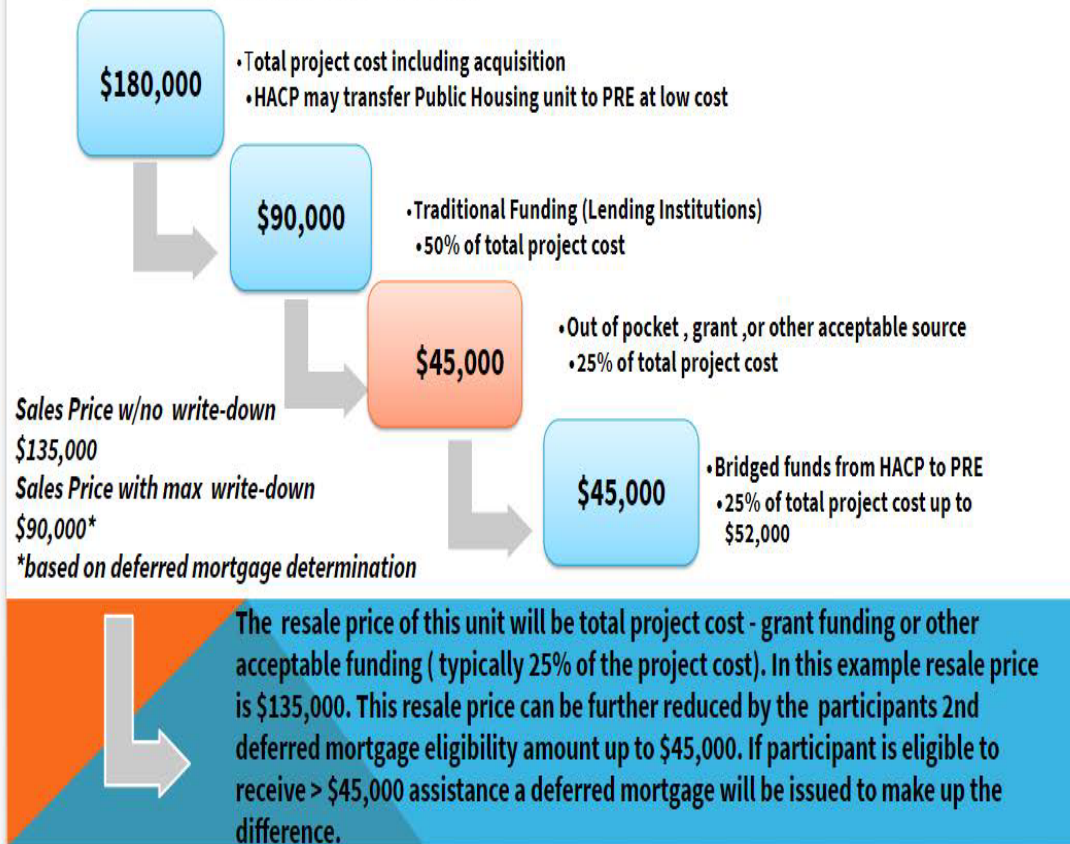 $180,000
•Total project cost including acquisition
•HACP may transfer Public Housing unit to PRE at low cost
$90,000
•Traditional Funding (Lending Institutions)
•50% of total project cost
$45,000
•Out of pocket , grant ,or other acceptable source
•25% of total project cost
Sales Price w/no write-down
$135,000
Sales Price with max write-down
$90,000*
*based on deferred mortgage determination
$45,000
•Bridged funds from HACP to PRE
•25% of total project cost up to
$52,000
The resale price of this unit will be total project cost - grant funding or other
acceptable funding ( typically 25% of the project cost). In this example resale price
is $135,000. This resale price can be further reduced by the participants 2nd
deferred mortgage eligibility amount up to $45,000. If participant is eligible to
receive > $45,000 assistance a deferred mortgage will be issued to make up the
difference.